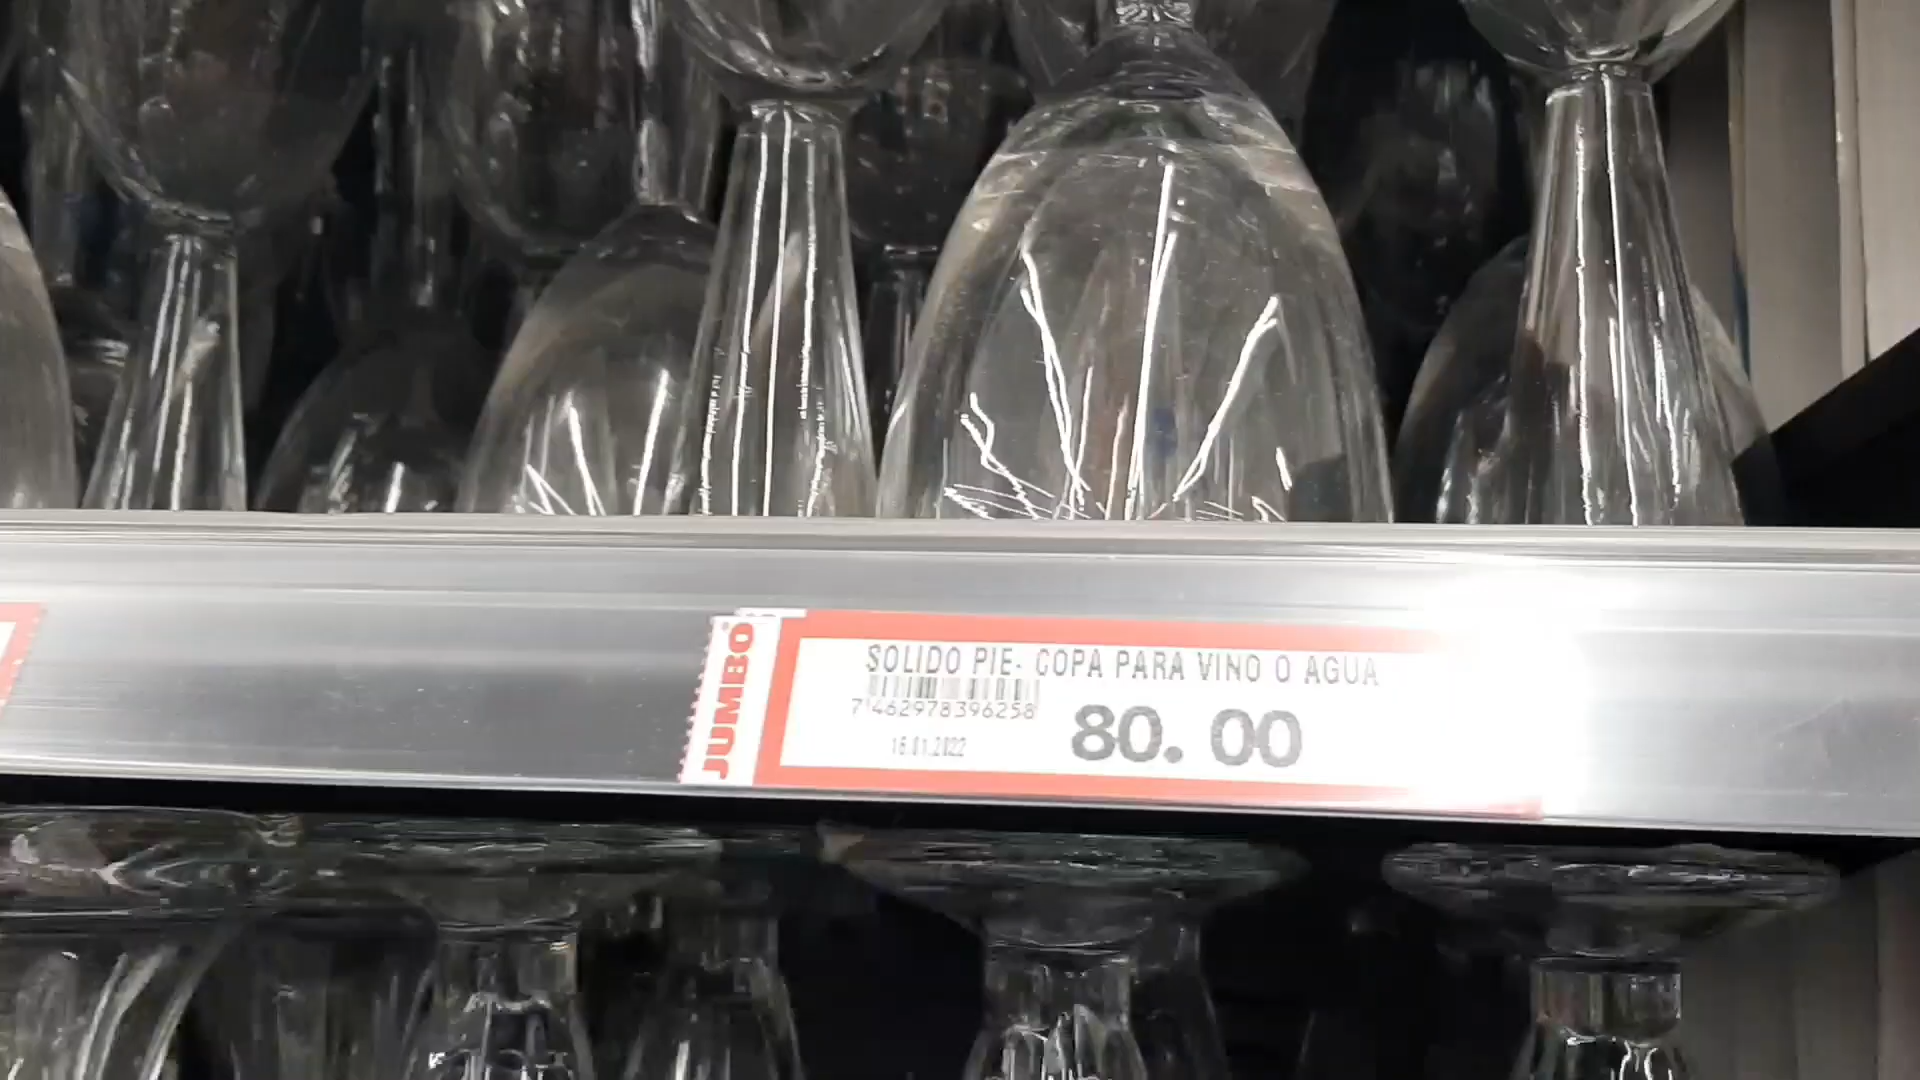 JUMBO
SOLIDO PIE- COPA PARA VINO O AGUA
7462978396258
80.00
16.01.2022